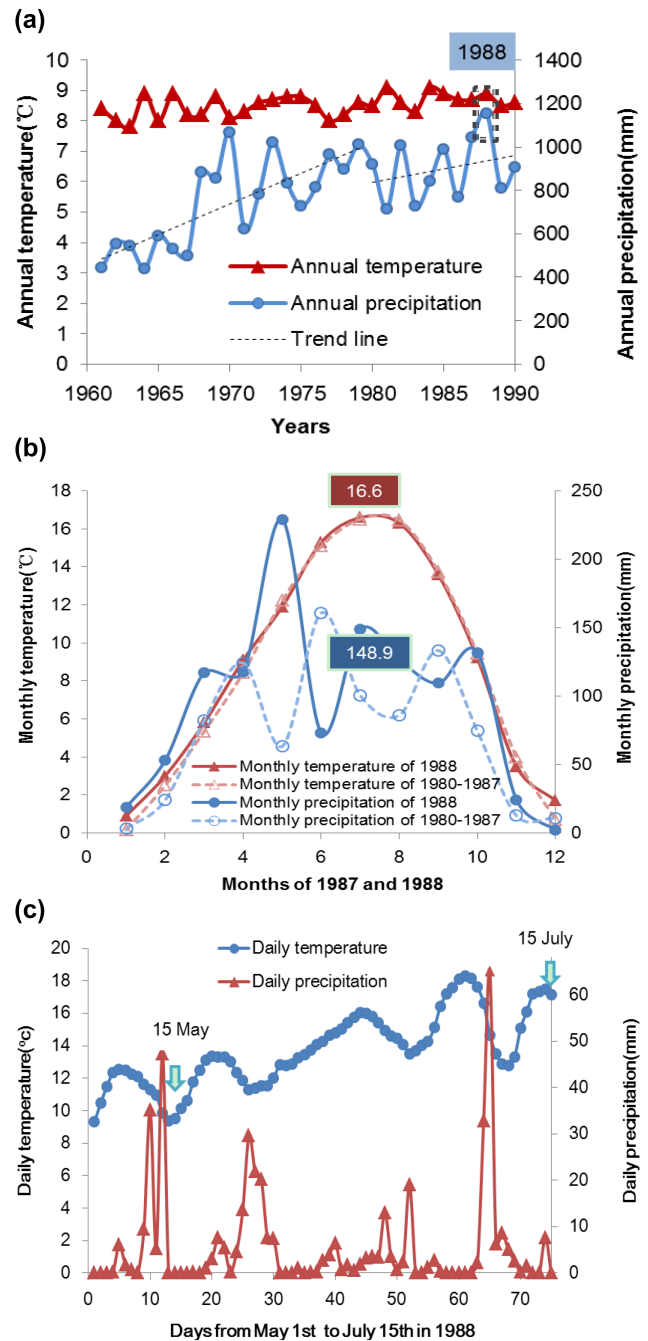 (a)
1988
Annual temperature(℃)
10
9
8
7
6
5
4
3
2
1
0
1400
1200
1000
800
600
400
200
0
Annual precipitation(mm)
Annual temperature
Annual precipitation
Trend line
1960 1965 1970 1975 1980 1985 1990
Years
(b)
Monthly temperature(℃)
18
16
14
12
10
8
6
4
2
0
250
200
150
100
50
0
Monthly precipitation(mm)
16.6
148.9
Monthly temperature of 1988
Monthly temperature of 1980-1987
Monthly precipitation of 1988
Monthly precipitation of 1980-1987
0 2 4 6 8 10 12
Months of 1987 and 1988
(c)
Daily temperature(°c)
20
18
16
14
12
10
8
6
4
2
0
60
50
40
30
20
10
0
Daily precipitation(mm)
Daily temperature
Daily precipitation
15 May
15 July
0 10 20 30 40 50 60 70
Days from May 1st to July 15th in 1988